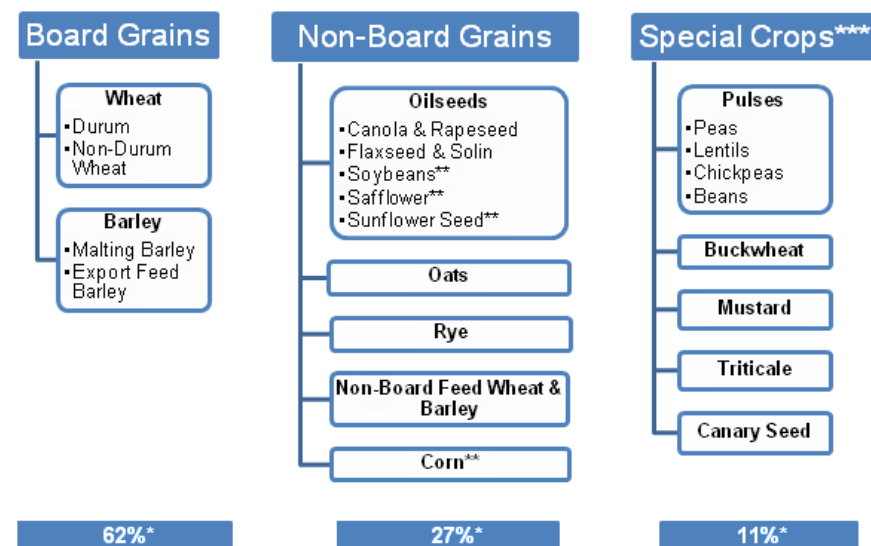 Board Grains
Wheat
▪Durum
▪Non-Durum
Wheat
Barley
▪Malting Barley
▪Export Feed
Barley
62%*
Non-Board Grains
Oilseeds
▪Canola & Rapeseed
▪Flaxseed & Solin
▪Soybeans**
▪Safflower**
▪Sunflower Seed**
Oats
Rye
Non-Board Feed Wheat &
Barley
Corn**
27%*
Special Crops***
Pulses
▪Peas
▪Lentils
▪Chickpeas
▪Beans
Buckwheat
Mustard
Triticale
Canary Seed
11%*